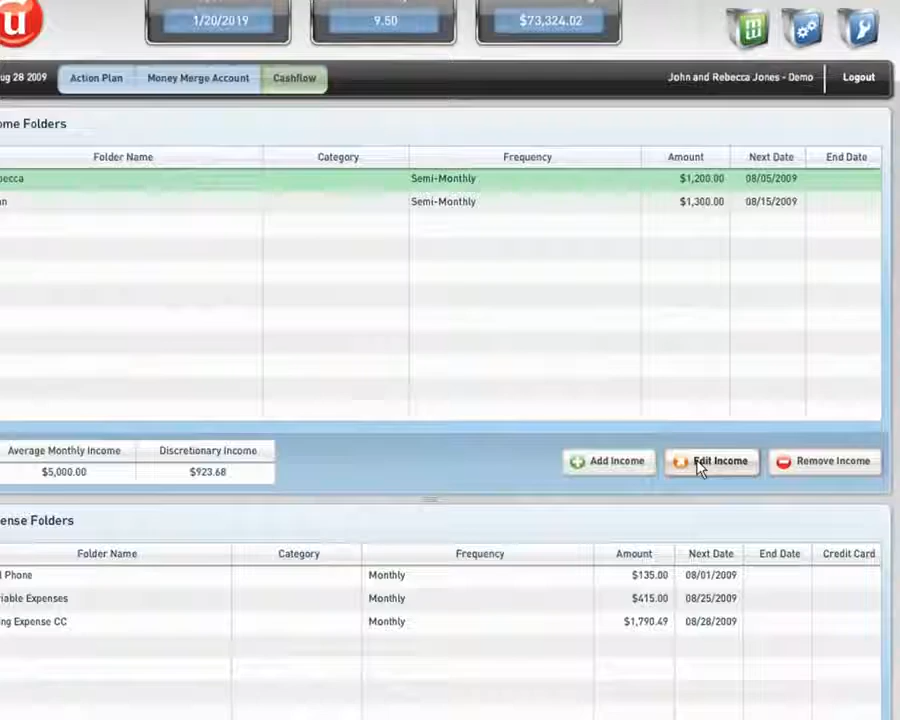 u
1/20/2019
9.50
$73,324.02
ug 28 2009
Action Plan
Money Merge Account
Cashflow
John and Rebecca Jones - Demo
Logout
ome Folders
Folder Name
Category
Frequency
Amount
Next Date
End Date
becca
Semi-Monthly
$1,200.00
08/05/2009
n
Semi-Monthly
$1,300.00
08/15/2009
Average Monthly Income
Discretionary Income
$5,000.00
$923.68
Add Income
Edit Income
Remove Income
ense Folders
Folder Name
Category
Frequency
Amount
Next Date
End Date
Credit Card
l Phone
Monthly
$135.00
08/01/2009
iable Expenses
Monthly
$415.00
08/25/2009
ng Expense CC
Monthly
$1,790.49
08/28/2009